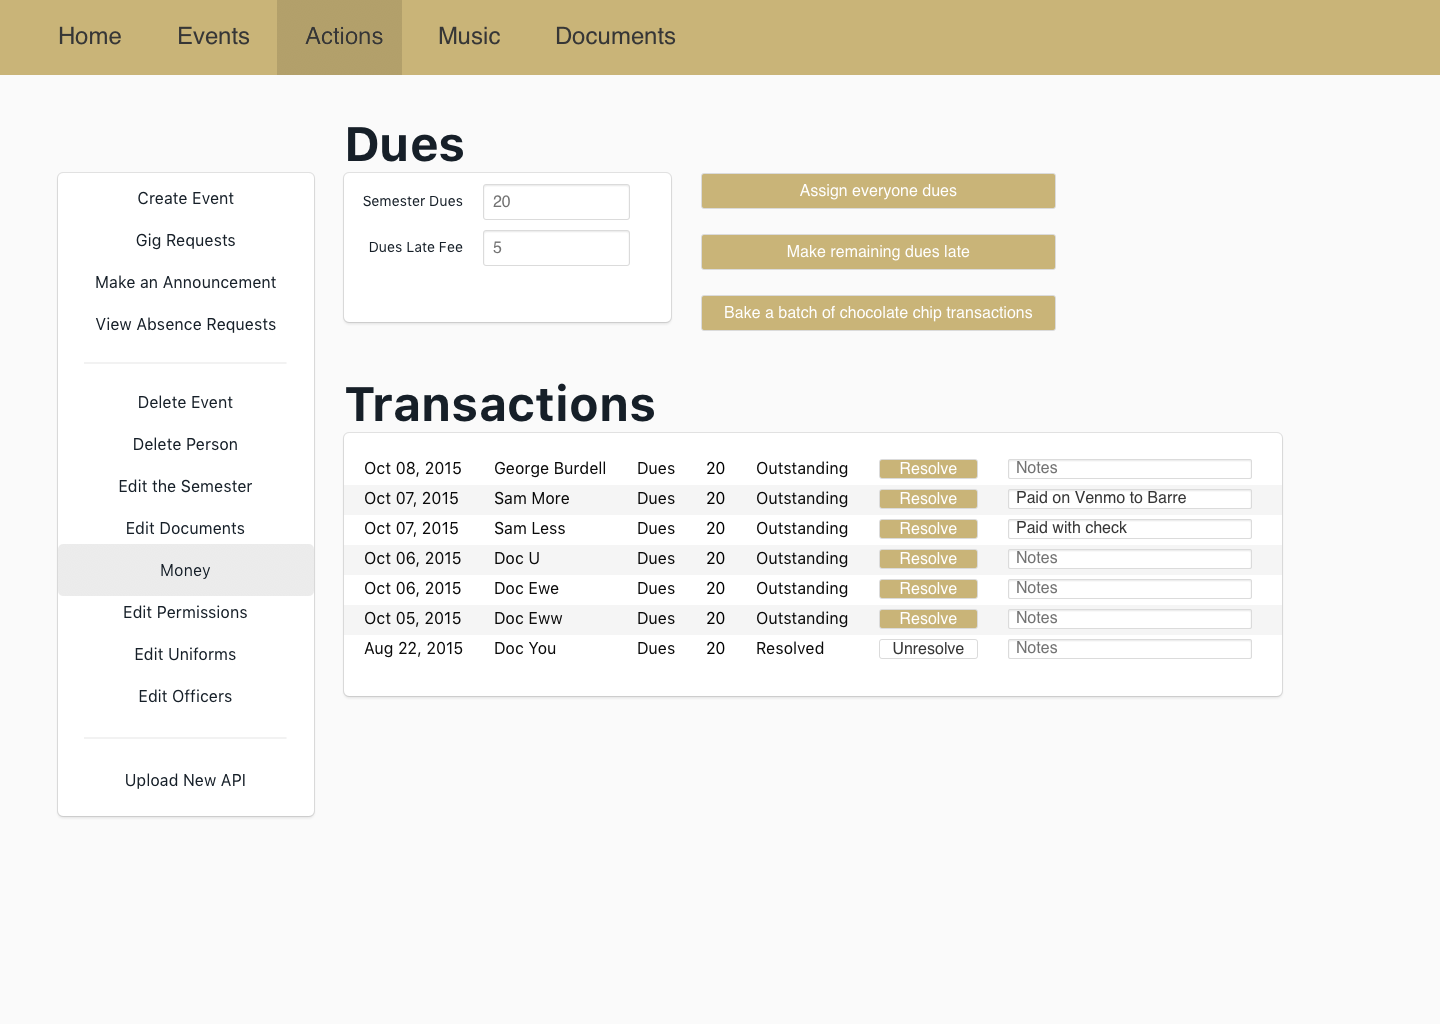 Home Events Actions Music Documents
Dues
Create Event
Gig Requests
Make an Announcement
View Absence Requests
Delete Event
Delete Person
Edit the Semester
Edit Documents
Money
Edit Permissions
Edit Uniforms
Edit Officers
Upload New API
Semester Dues 20
Dues Late Fee 5
Assign everyone dues
Make remaining dues late
Bake a batch of chocolate chip transactions
Transactions
Oct 08, 2015 George Burdell Dues 20 Outstanding Resolve Notes
Oct 07, 2015 Sam More Dues 20 Outstanding Resolve Paid on Venmo to Barre
Oct 07, 2015 Sam Less Dues 20 Outstanding Resolve Paid with check
Oct 06, 2015 Doc U Dues 20 Outstanding Resolve Notes
Oct 06, 2015 Doc Ewe Dues 20 Outstanding Resolve Notes
Oct 05, 2015 Doc Eww Dues 20 Outstanding Resolve Notes
Aug 22, 2015 Doc You Dues 20 Resolved Unresolve Notes